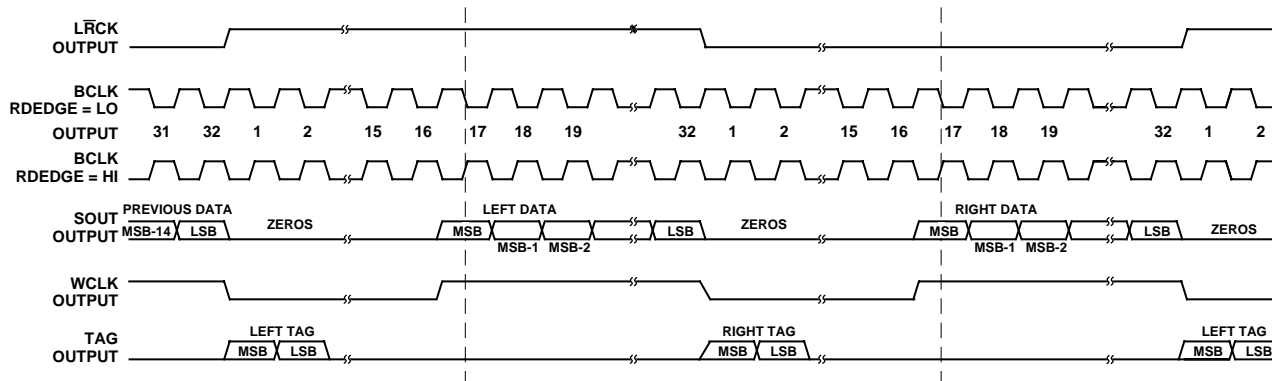 LRCK
OUTPUT
BCLK
RDEDGE = LO
OUTPUT 31 32 1 2 15 16 17 18 19 32 1 2 15 16 17 18 19 32 1 2
BCLK
RDEDGE = HI
SOUT
OUTPUT
PREVIOUS DATA ZEROS LEFT DATA ZEROS RIGHT DATA ZEROS
MSB-14 LSB MSB MSB-1 MSB-2 LSB MSB MSB-1 MSB-2 LSB
WCLK
OUTPUT
TAG
OUTPUT
LEFT TAG RIGHT TAG LEFT TAG
MSB LSB MSB LSB MSB LSB